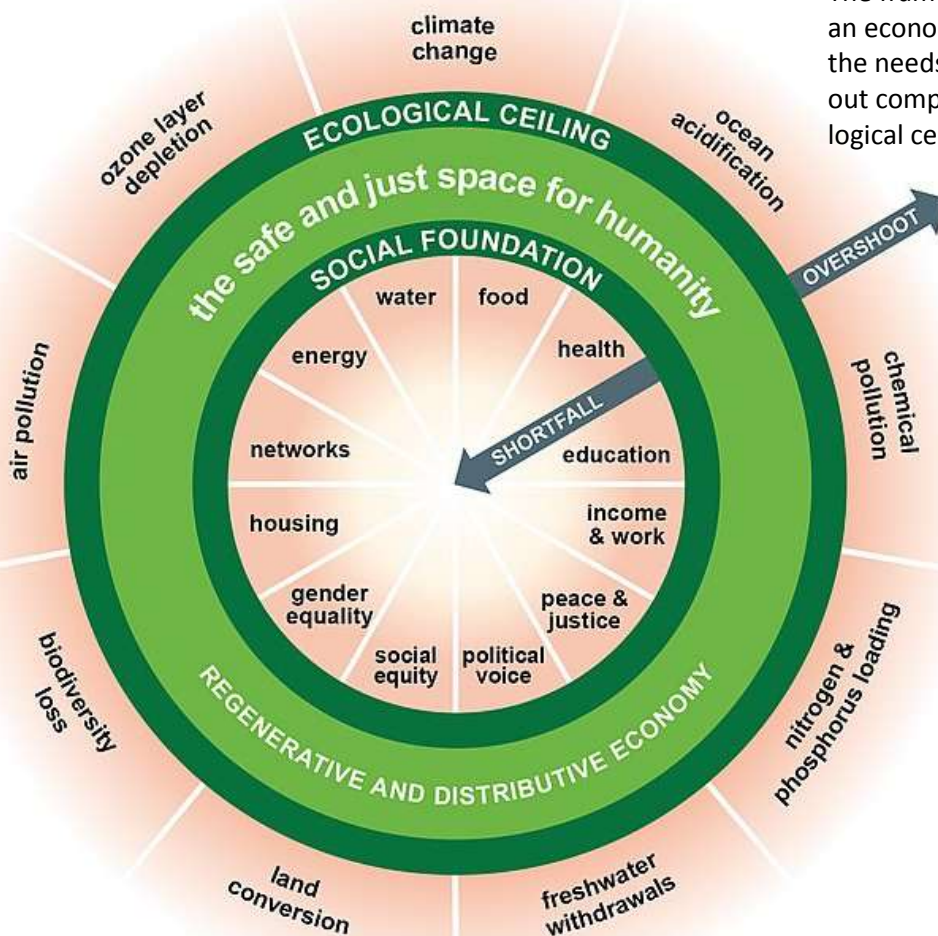 an econo
the needs
out comp
logical ce
climate
change
ocean
acidification
OVERSHOOT
chemical
pollution
nitrogen &
phosphorus loading
freshwater
withdrawals
land
conversion
biodiversity
loss
air pollution
ozone layer
depletion
ECOLOGICAL CEILING
the safe and just space for humanity
SOCIAL FOUNDATION
water
food
health
SHORTFALL
education
income
& work
peace &
justice
political
voice
social
equity
gender
equality
housing
networks
energy
REGENERATIVE AND DISTRIBUTIVE ECONOMY